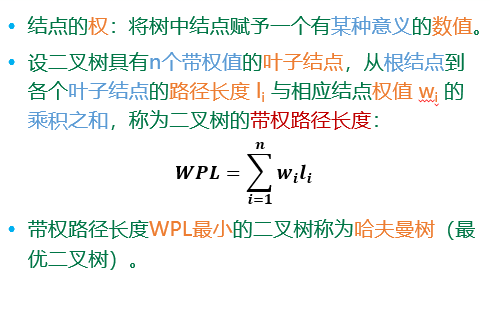 • 结点的权：将树中结点赋予一个有某种意义的数值。
• 设二叉树具有n个带权值的叶子结点，从根结点到
各个叶子结点的路径长度 lᵢ 与相应结点权值 wᵢ 的
乘积之和，称为二叉树的带权路径长度：
n
WPL = ∑ wᵢlᵢ
i=1
• 带权路径长度WPL最小的二叉树称为哈夫曼树（最
优二叉树）。